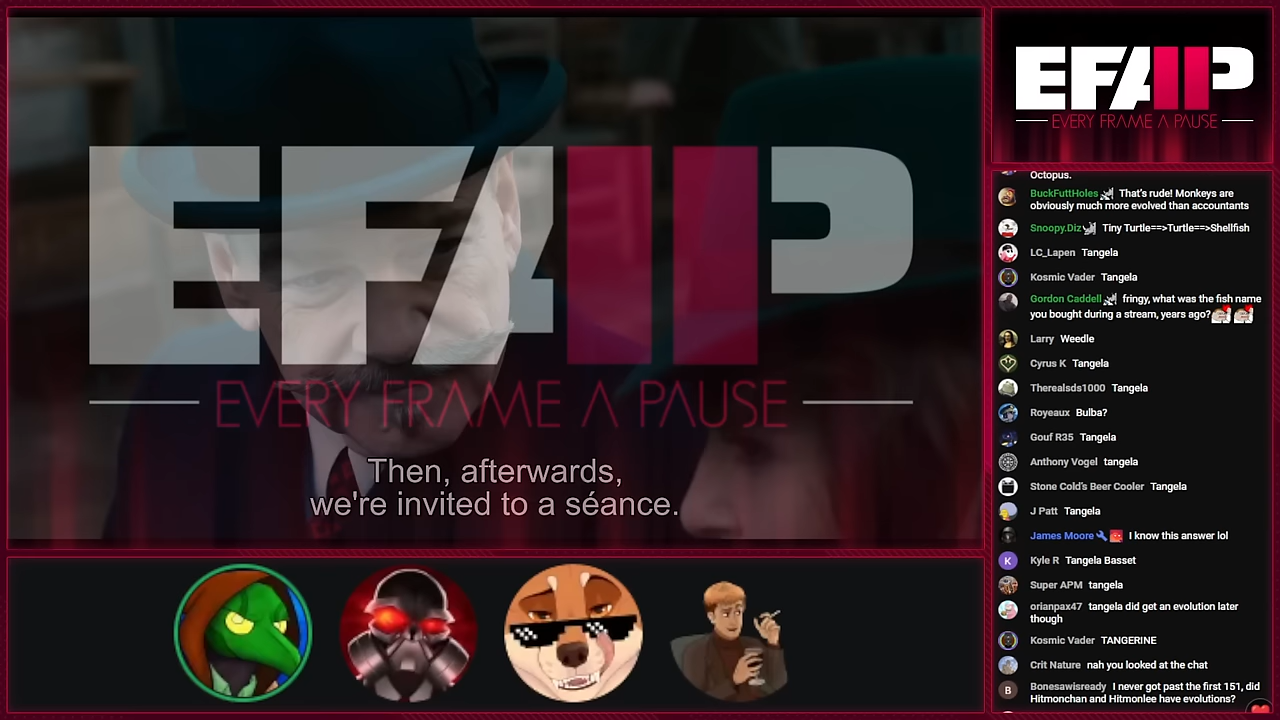 EFAP
EVERY FRAME A PAUSE
Then, afterwards,
we're invited to a séance.
EFAP
EVERY FRAME A PAUSE
Octopus.
BuckFuttHoles That's rude! Monkeys are
obviously much more evolved than accountants
Snoopy.Diz Tiny Turtle==>Turtle==>Shellfish
LC_Lapen Tangela
Kosmic Vader Tangela
Gordon Caddell fringy, what was the fish name
you bought during a stream, years ago?
Larry Weedle
Cyrus K Tangela
Therealsds1000 Tangela
Royeaux Bulba?
Gouf R35 Tangela
Anthony Vogel tangela
Stone Cold's Beer Cooler Tangela
J Patt Tangela
James Moore I know this answer lol
K Kyle R Tangela Basset
Super APM tangela
orianpax47 tangela did get an evolution later
though
Kosmic Vader TANGERINE
Crit Nature nah you looked at the chat
B Bonesawisready I never got past the first 151, did
Hitmonchan and Hitmonlee have evolutions?